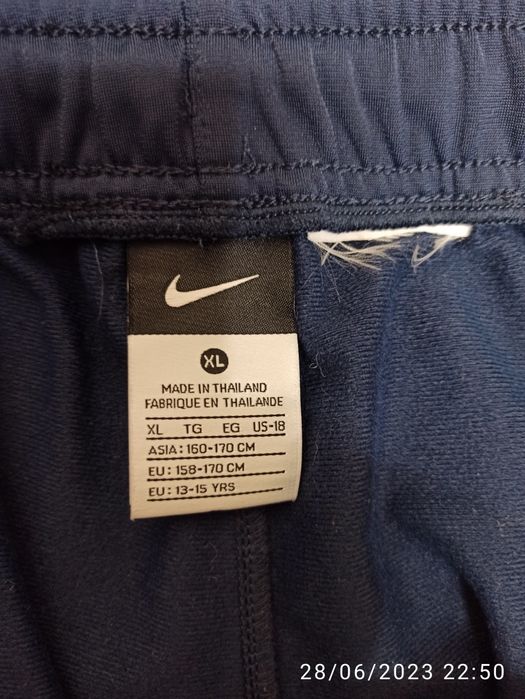 XL
MADE IN THAILAND
FABRIQUE EN THAILANDE
XL TG EG US-18
ASIA: 160-170 CM
EU: 158-170 CM
EU: 13-15 YRS
28/06/2023 22:50